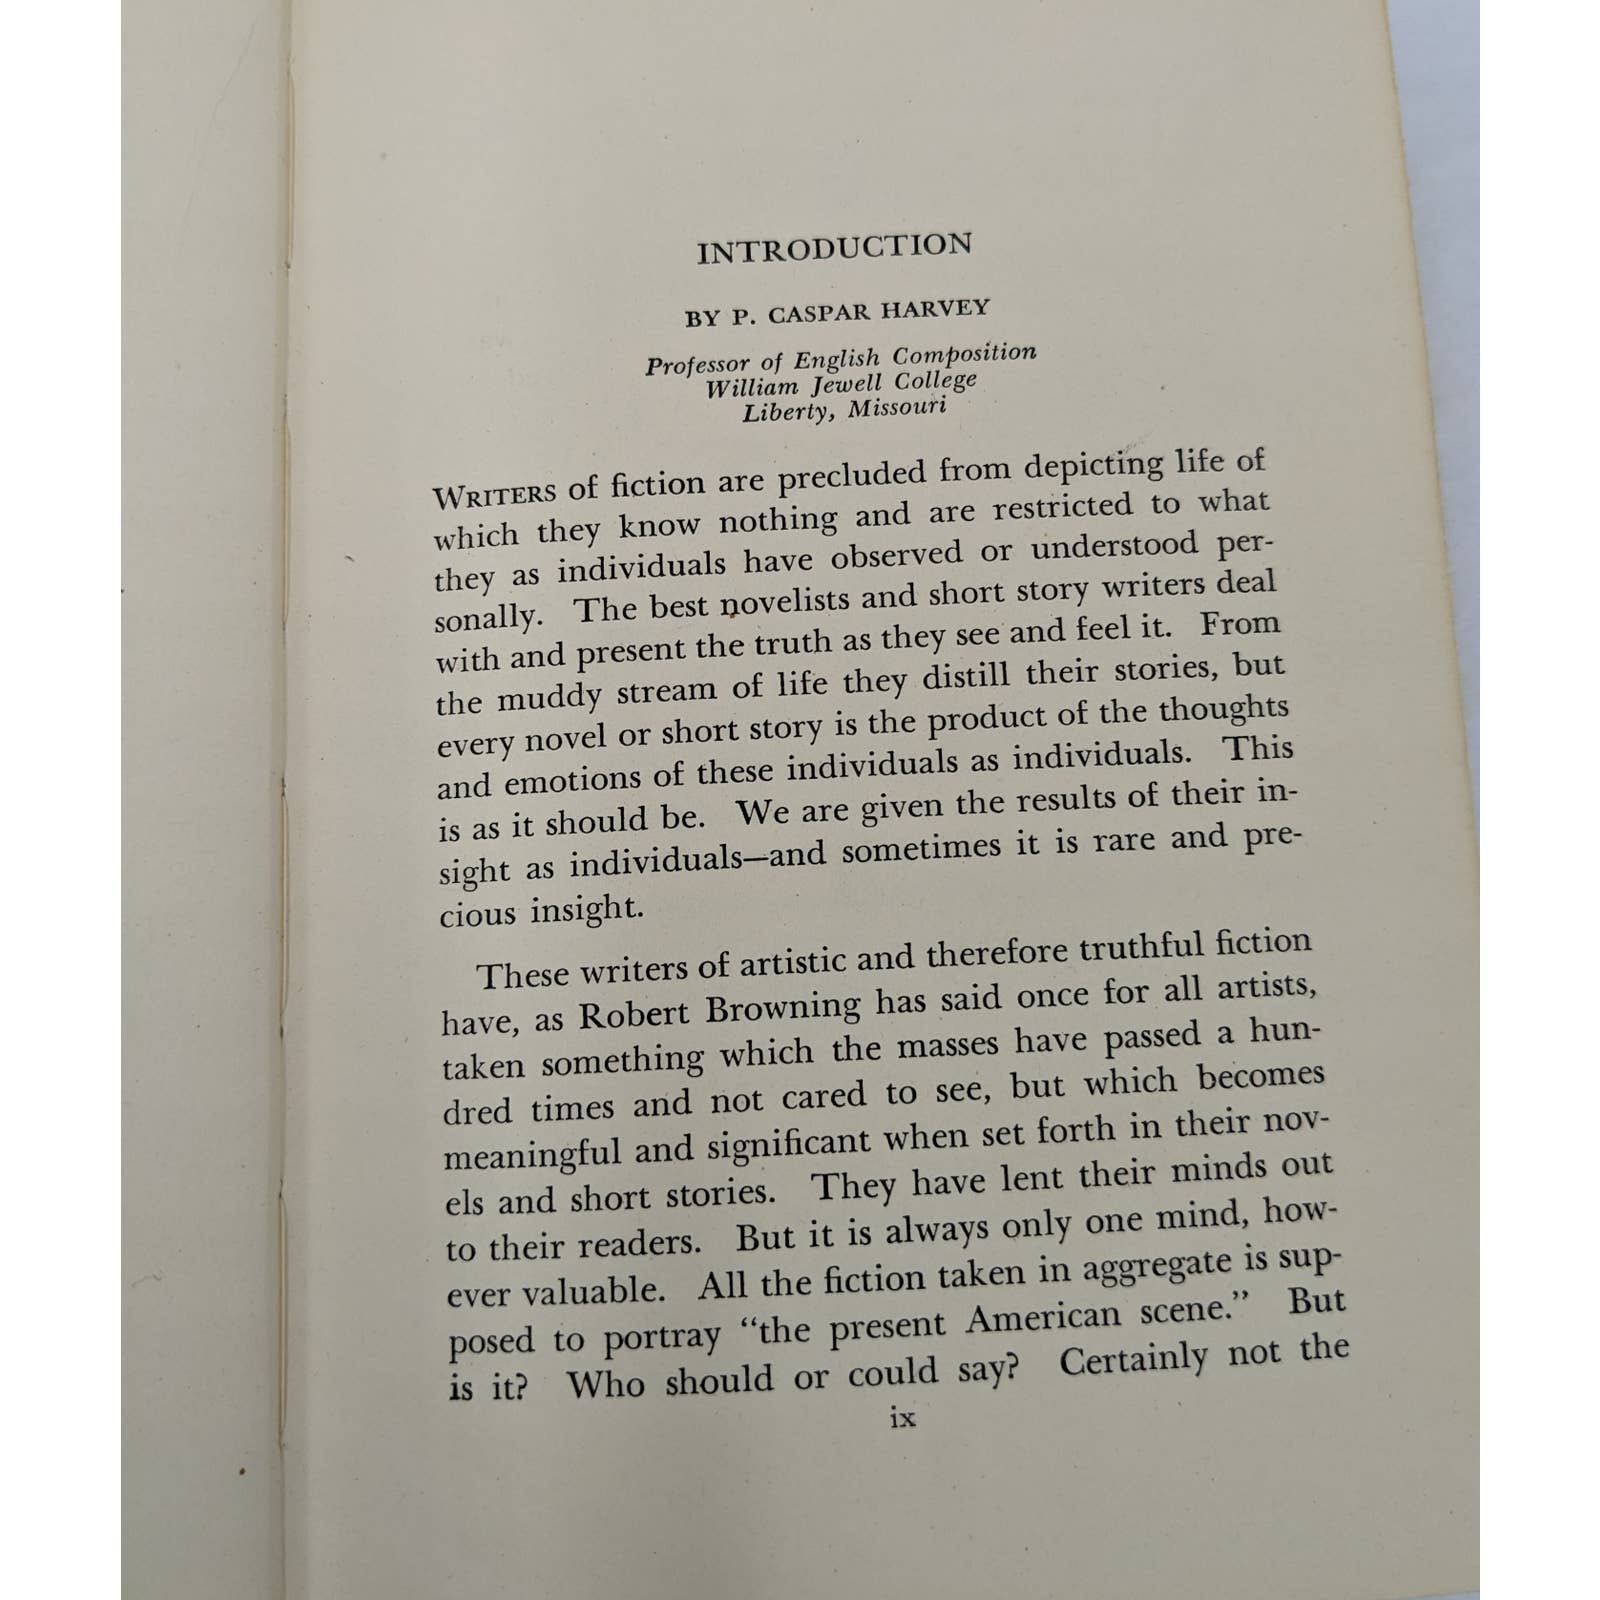 INTRODUCTION
BY P. CASPAR HARVEY
Professor of English Composition
William Jewell College
Liberty, Missouri
WRITERS of fiction are precluded from depicting life of
which they know nothing and are restricted to what
they as individuals have observed or understood per-
sonally. The best novelists and short story writers deal
with and present the truth as they see and feel it. From
the muddy stream of life they distill their stories, but
every novel or short story is the product of the thoughts
and emotions of these individuals as individuals. This
is as it should be. We are given the results of their in-
sight as individuals—and sometimes it is rare and pre-
cious insight.
These writers of artistic and therefore truthful fiction
have, as Robert Browning has said once for all artists,
taken something which the masses have passed a hun-
dred times and not cared to see, but which becomes
meaningful and significant when set forth in their nov-
els and short stories. They have lent their minds out
to their readers. But it is always only one mind, how-
ever valuable. All the fiction taken in aggregate is sup-
posed to portray “the present American scene.” But
is it? Who should or could say? Certainly not the
ix